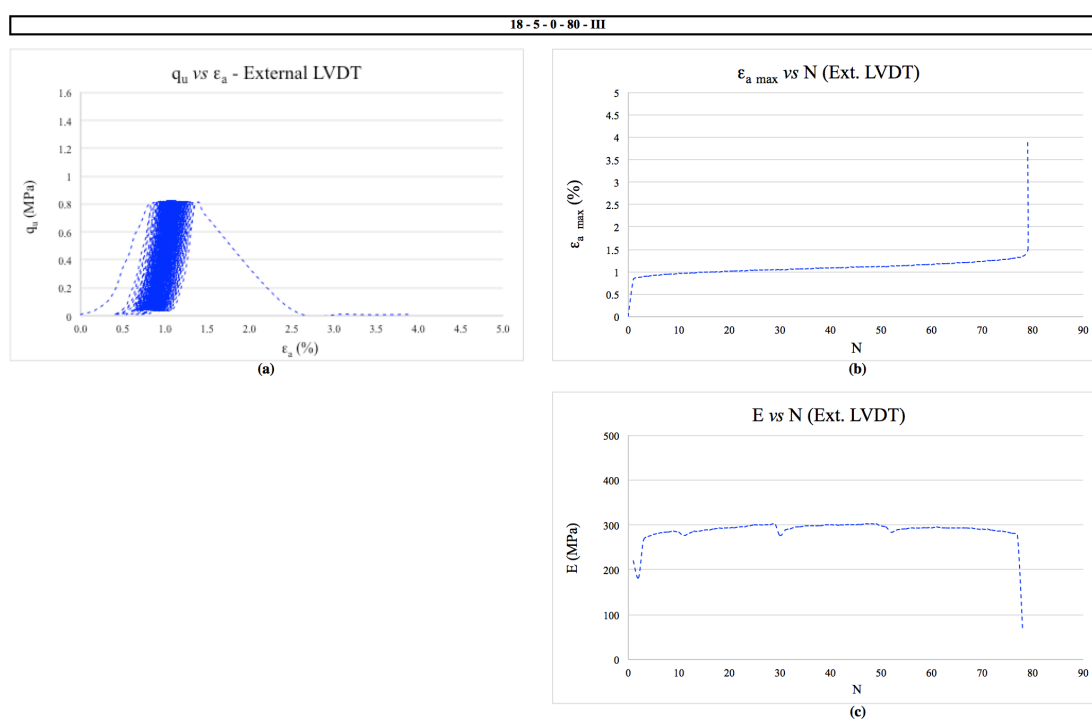 18 - 5 - 0 - 80 - III
qu vs εa - External LVDT
1.6
1.4
1.2
1
0.8
0.6
0.4
0.2
0
qu (MPa)
0.0 0.5 1.0 1.5 2.0 2.5 3.0 3.5 4.0 4.5 5.0
εa (%)
(a)
εa max vs N (Ext. LVDT)
5
4.5
4
3.5
3
2.5
2
1.5
1
0.5
0
εa max (%)
0 10 20 30 40 50 60 70 80 90
N
(b)
E vs N (Ext. LVDT)
500
400
300
200
100
0
E (MPa)
0 10 20 30 40 50 60 70 80 90
N
(c)